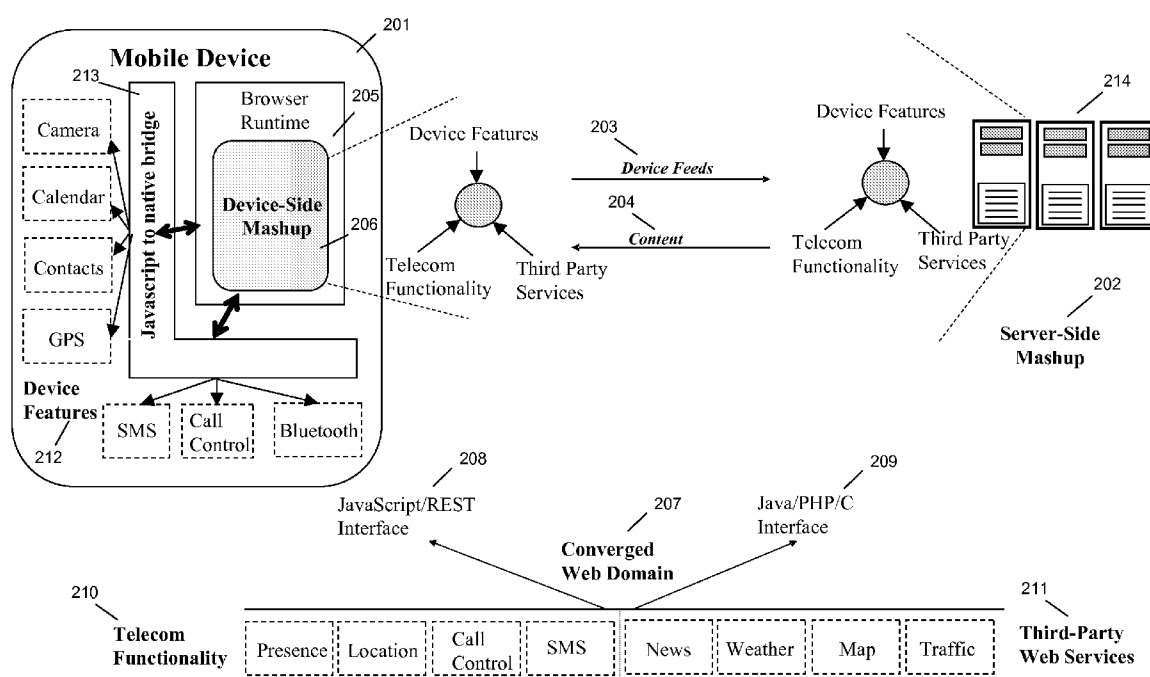 201
Mobile Device
213
Camera
Calendar
Contacts
GPS
Javascript to native bridge
Browser
Runtime
205
Device-Side
Mashup
206
Device
Features
212
SMS
Call
Control
Bluetooth
Device Features
Telecom
Functionality
Third Party
Services
203
Device Feeds
204
Content
Device Features
Telecom
Functionality
Third Party
Services
214
202
Server-Side
Mashup
208
JavaScript/REST
Interface
207
Converged
Web Domain
209
Java/PHP/C
Interface
210
Telecom
Functionality
Presence
Location
Call
Control
SMS
News
Weather
Map
Traffic
211
Third-Party
Web Services